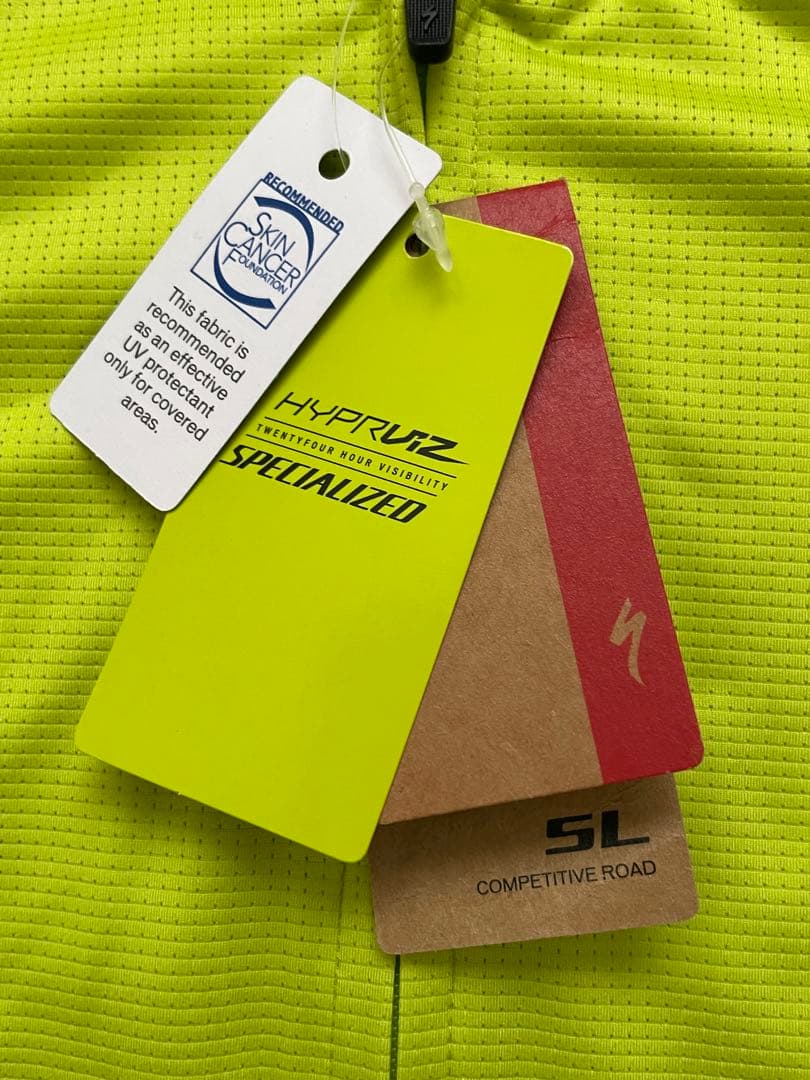 RECOMMENDED
SKIN
CANCER
FOUNDATION
This fabric is
recommended
as an effective
UV protectant
only for covered
areas.
HYPRViZ
TWENTYFOUR HOUR VISIBILITY
SPECIALIZED
SL
COMPETITIVE ROAD